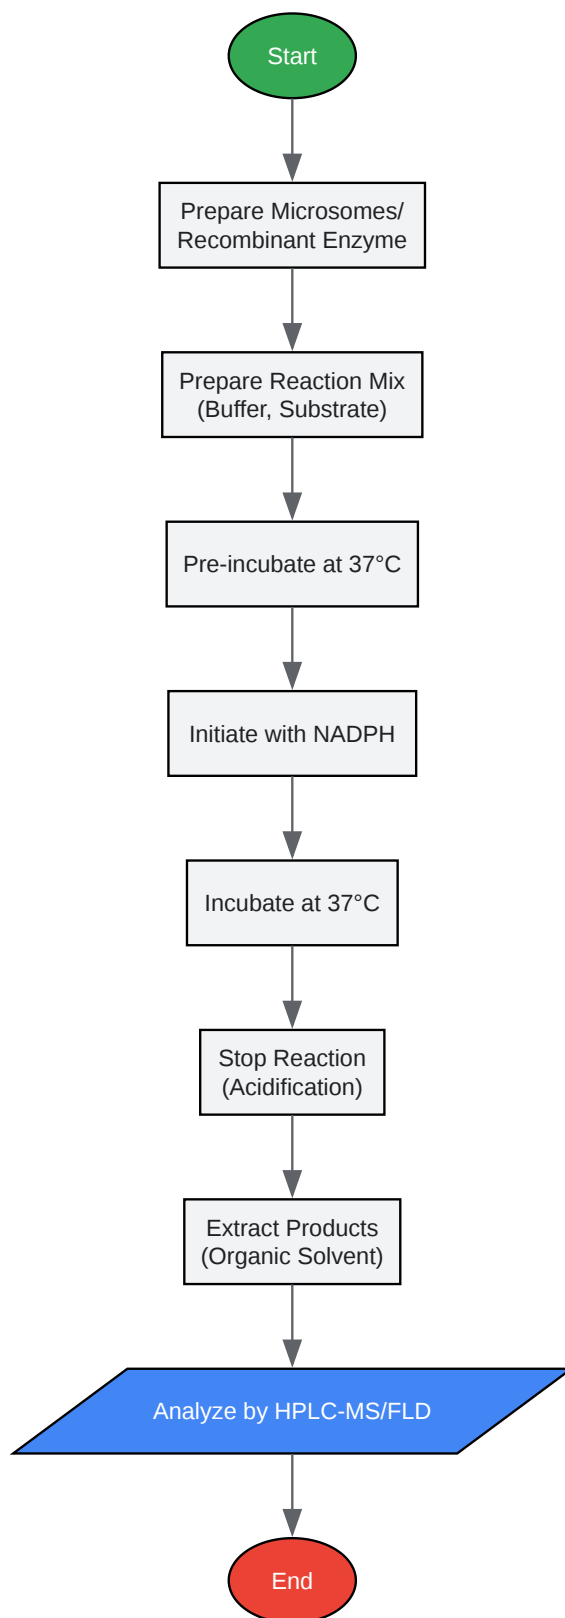 Start
Prepare Microsomes/
Recombinant Enzyme
Prepare Reaction Mix
(Buffer, Substrate)
Pre-incubate at 37°C
Initiate with NADPH
Incubate at 37°C
Stop Reaction
(Acidification)
Extract Products
(Organic Solvent)
Analyze by HPLC-MS/FLD
End